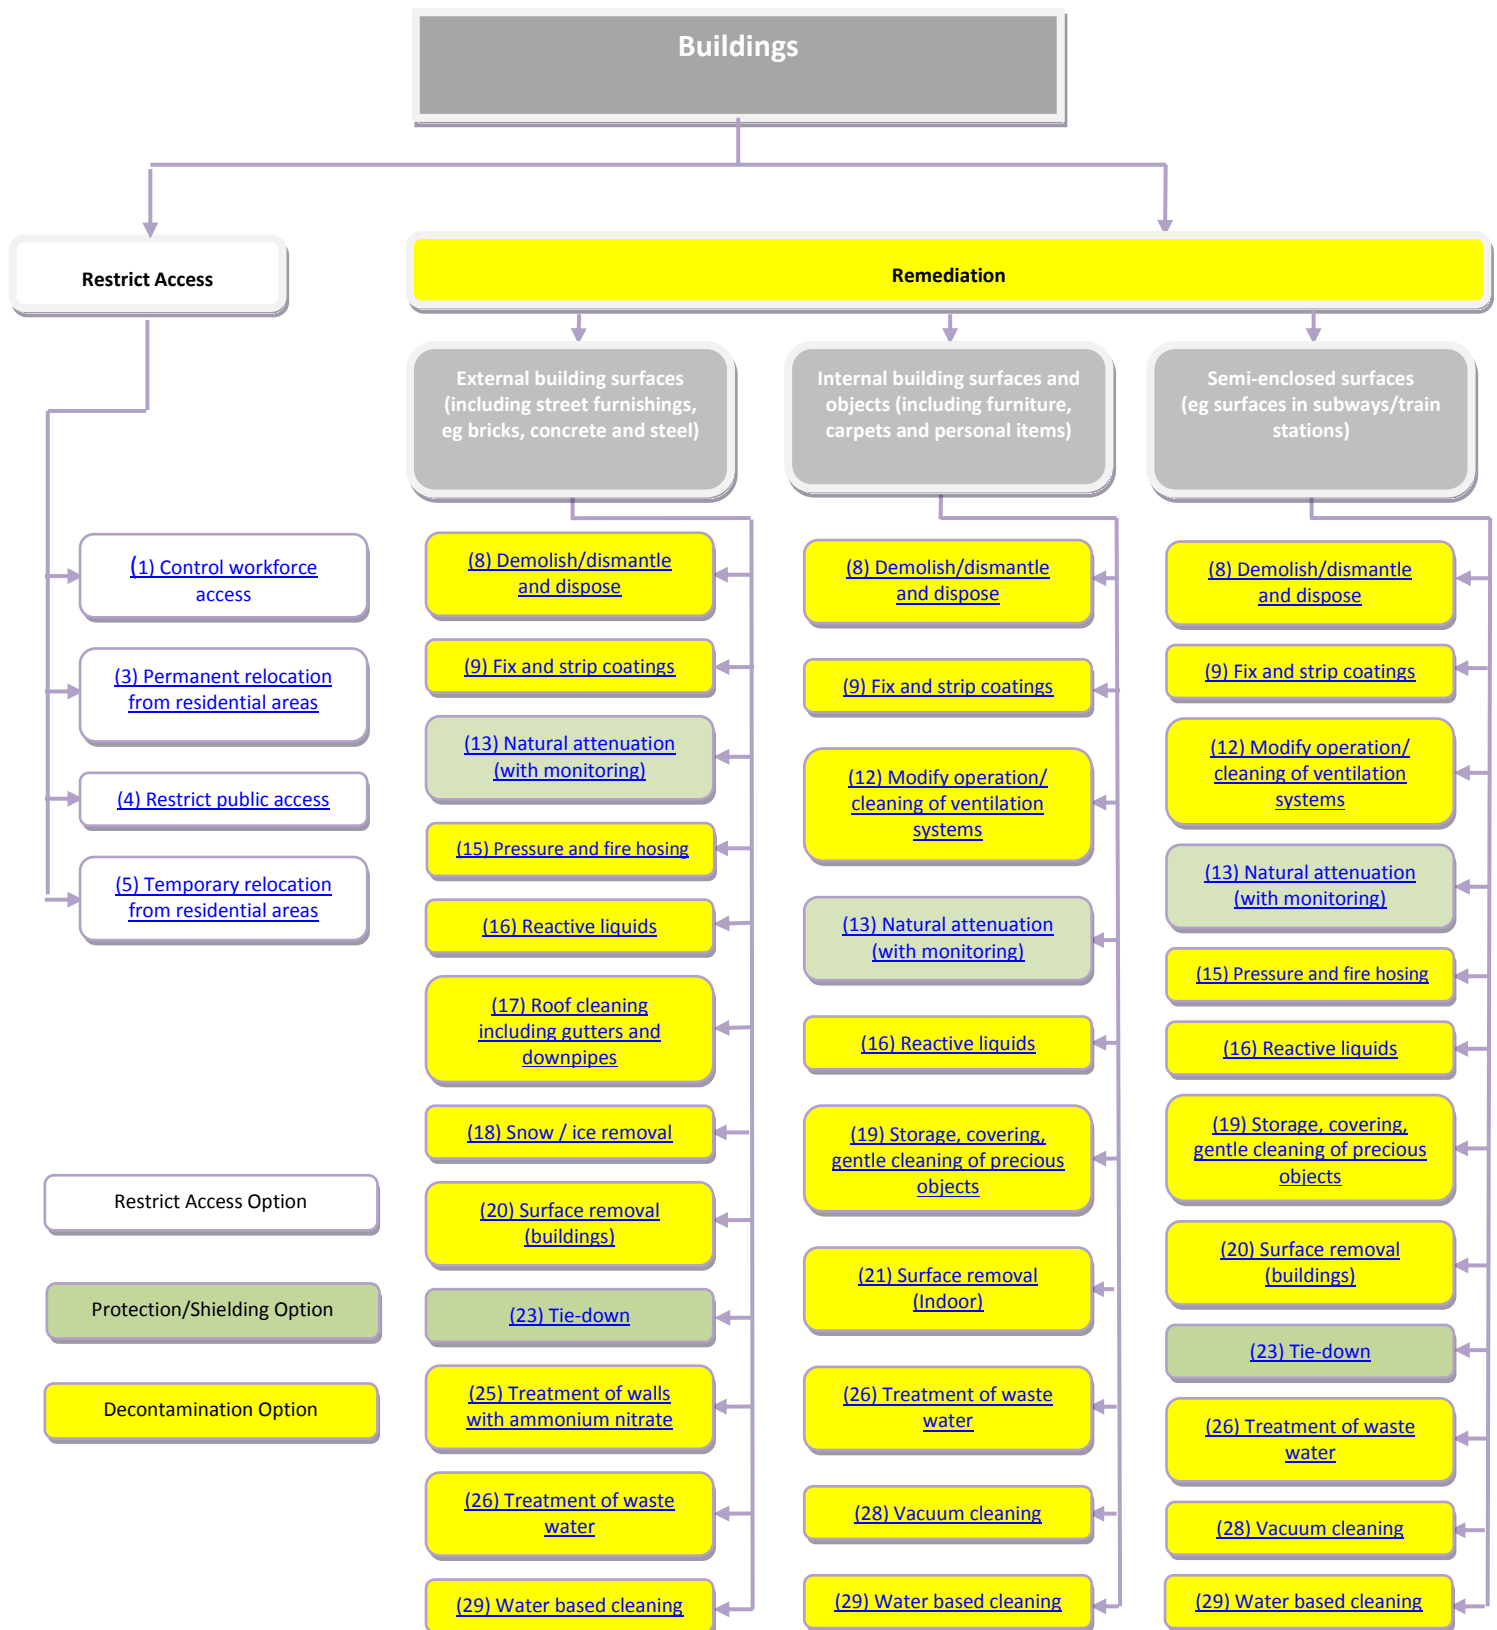 Buildings
Restrict Access
Remediation
External building surfaces
(including street furnishings,
eg bricks, concrete and steel)
Internal building surfaces and
objects (including furniture,
carpets and personal items)
Semi-enclosed surfaces
(eg surfaces in subways/train
stations)
(1) Control workforce
access
(3) Permanent relocation
from residential areas
(4) Restrict public access
(5) Temporary relocation
from residential areas
Restrict Access Option
Protection/Shielding Option
Decontamination Option
(8) Demolish/dismantle
and dispose
(9) Fix and strip coatings
(13) Natural attenuation
(with monitoring)
(15) Pressure and fire hosing
(16) Reactive liquids
(17) Roof cleaning
including gutters and
downpipes
(18) Snow / ice removal
(20) Surface removal
(buildings)
(23) Tie-down
(25) Treatment of walls
with ammonium nitrate
(26) Treatment of waste
water
(29) Water based cleaning
(8) Demolish/dismantle
and dispose
(9) Fix and strip coatings
(12) Modify operation/
cleaning of ventilation
systems
(13) Natural attenuation
(with monitoring)
(16) Reactive liquids
(19) Storage, covering,
gentle cleaning of precious
objects
(21) Surface removal
(Indoor)
(26) Treatment of waste
water
(28) Vacuum cleaning
(29) Water based cleaning
(8) Demolish/dismantle
and dispose
(9) Fix and strip coatings
(12) Modify operation/
cleaning of ventilation
systems
(13) Natural attenuation
(with monitoring)
(15) Pressure and fire hosing
(16) Reactive liquids
(19) Storage, covering,
gentle cleaning of precious
objects
(20) Surface removal
(buildings)
(23) Tie-down
(26) Treatment of waste
water
(28) Vacuum cleaning
(29) Water based cleaning